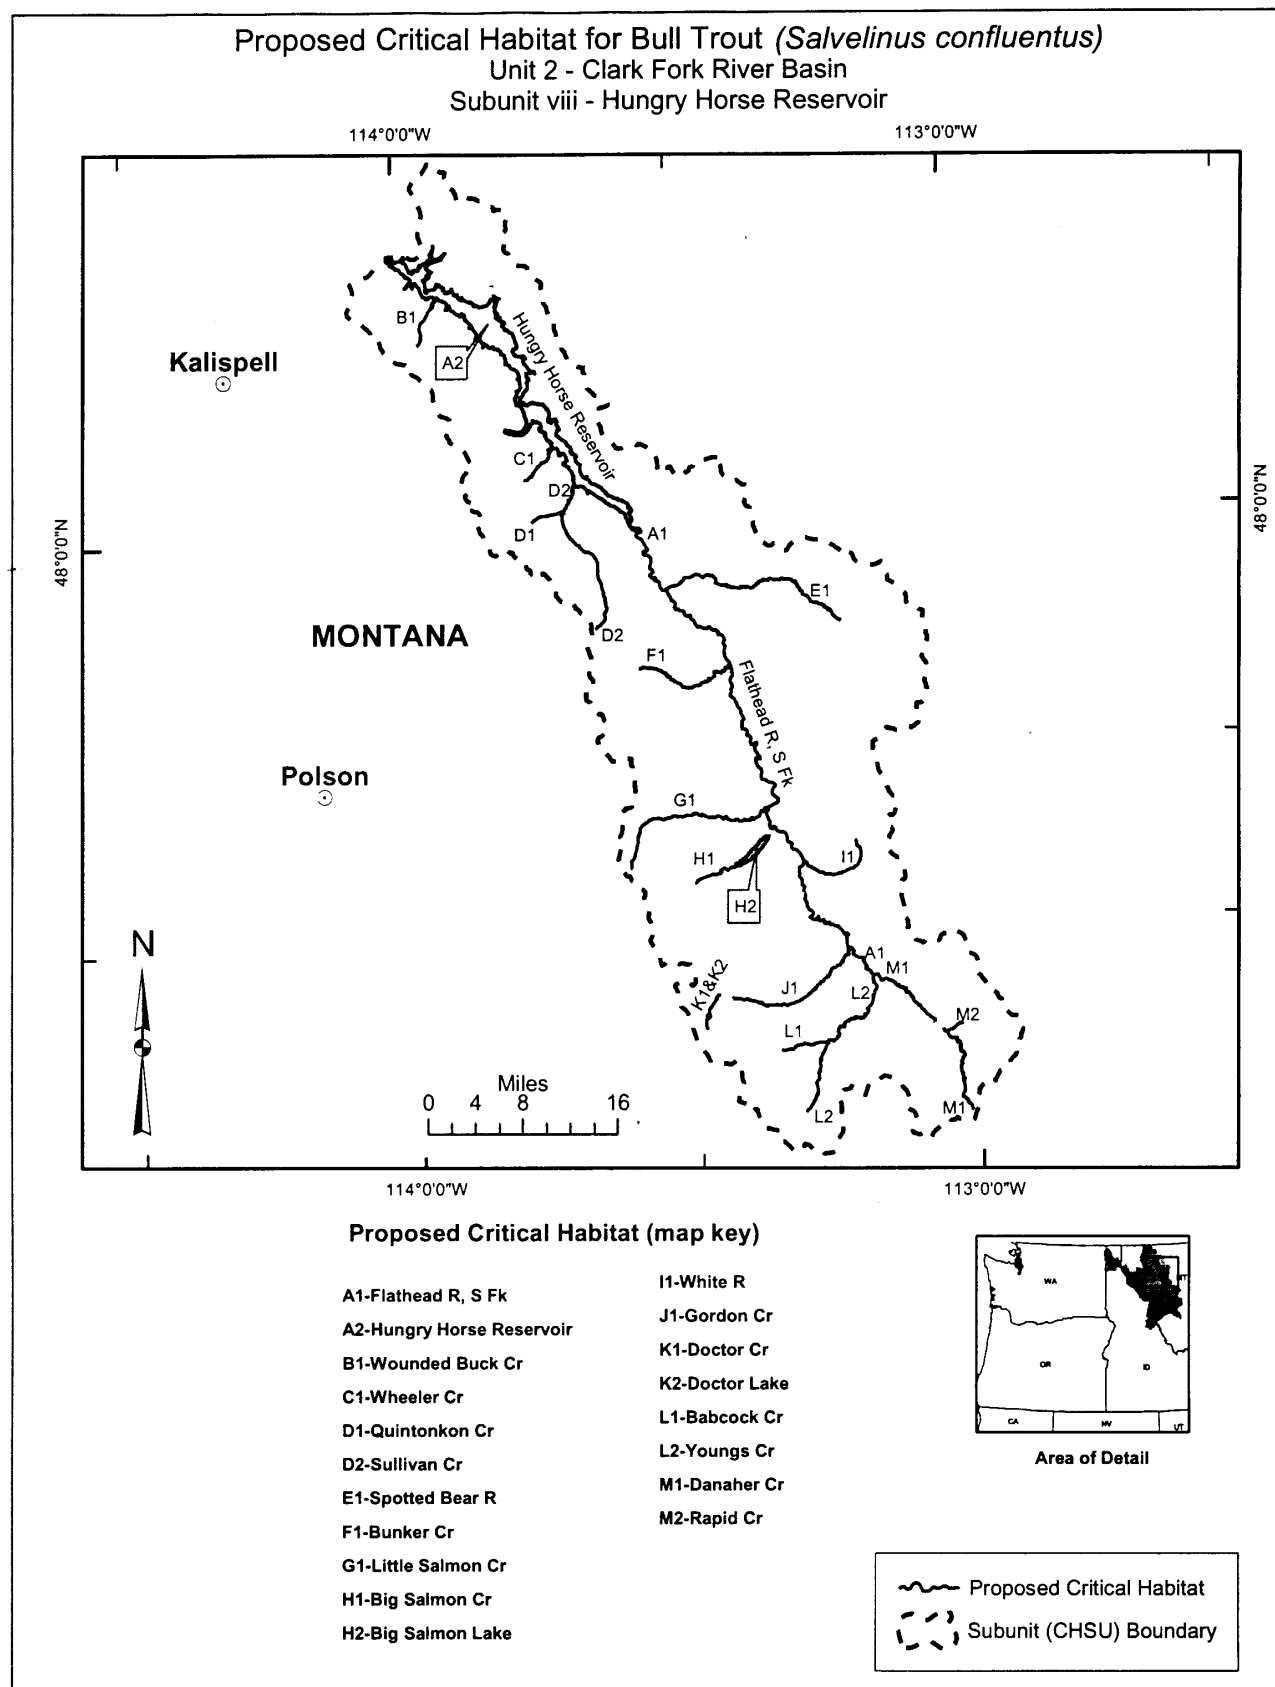 Proposed Critical Habitat for Bull Trout (Salvelinus confluentus)
Unit 2 - Clark Fork River Basin
Subunit viii - Hungry Horse Reservoir
114°0'0"W
113°0'0"W
B1
Hungry Horse Reservoir
Kalispell
A2
C1
D2
48°0'0"N
48°0'0"N
D1
A1
E1
MONTANA
D2
F1
Flathead R, S Fk
Polson
G1
H1
I1
H2
N
A1
K1&K2
M1
J1
L2
M2
L1
Miles
0 4 8 16
M1
L2
114°0'0"W
113°0'0"W
Proposed Critical Habitat (map key)
A1-Flathead R, S Fk
A2-Hungry Horse Reservoir
B1-Wounded Buck Cr
C1-Wheeler Cr
D1-Quintonkon Cr
D2-Sullivan Cr
E1-Spotted Bear R
F1-Bunker Cr
G1-Little Salmon Cr
H1-Big Salmon Cr
H2-Big Salmon Lake
I1-White R
J1-Gordon Cr
K1-Doctor Cr
K2-Doctor Lake
L1-Babcock Cr
L2-Youngs Cr
M1-Danaher Cr
M2-Rapid Cr
WA
MT
OR
ID
CA
NV
UT
Area of Detail
Proposed Critical Habitat
Subunit (CHSU) Boundary